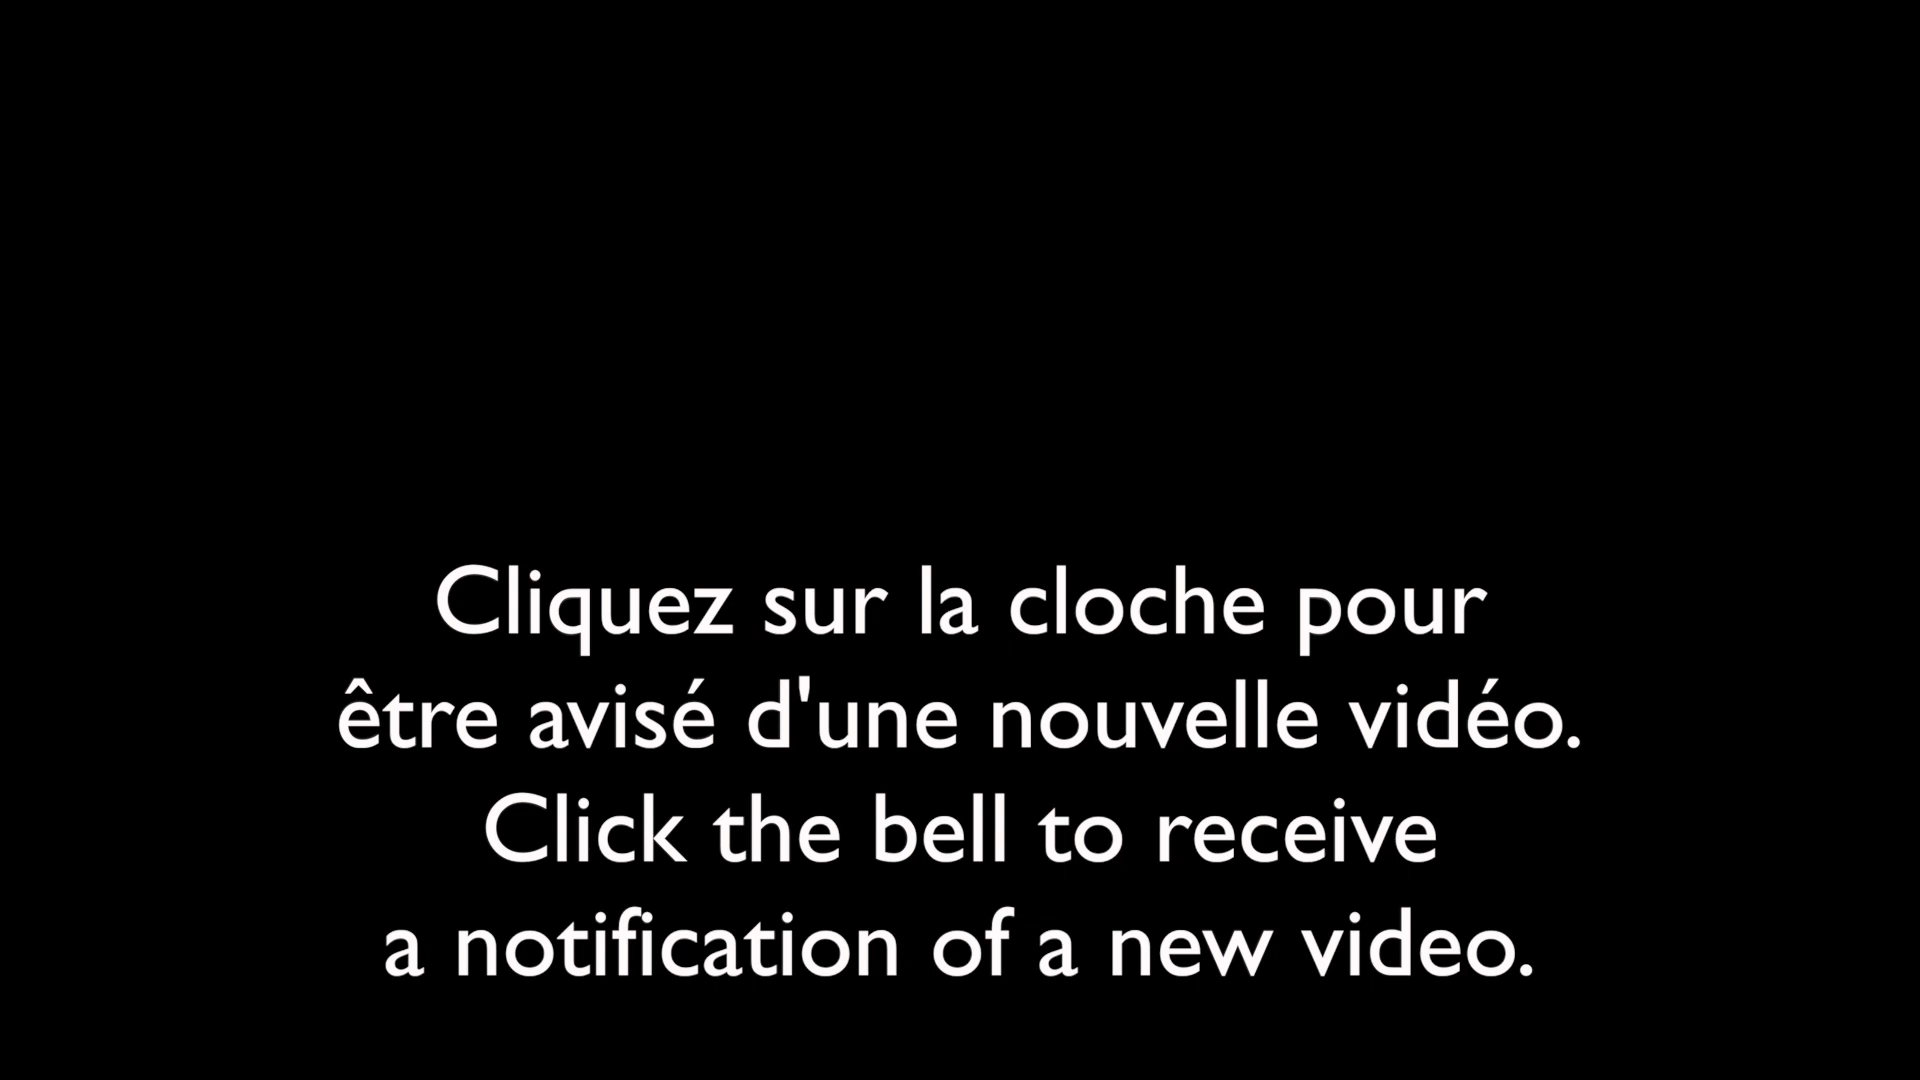 Cliquez sur la cloche pour
être avisé d'une nouvelle vidéo.
Click the bell to receive
a notification of a new video.